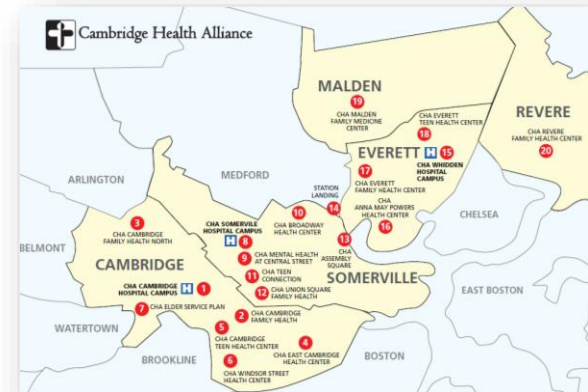 Cambridge Health Alliance
MALDEN
19
CHA MALDEN
FAMILY MEDICINE
CENTER
CHA EVERETT
TEEN HEALTH CENTER
18
REVERE
CHA REVERE
FAMILY HEALTH CENTER
20
EVERETT H 15
CHA WHIDDEN
HOSPITAL
CAMPUS
17
CHA EVERETT
FAMILY HEALTH CENTER
CHA
ANNA MAY POWERS
HEALTH CENTER
16
MEDFORD
ARLINGTON
STATION
LANDING
14
CHELSEA
3
CHA CAMBRIDGE
FAMILY HEALTH NORTH
CHA SOMERVILLE
HOSPITAL CAMPUS
H 8
10
CHA BROADWAY
HEALTH CENTER
13
CHA
ASSEMBLY
SQUARE
BELMONT
9
CHA MENTAL HEALTH
AT CENTRAL STREET
CAMBRIDGE
11
CHA TEEN
CONNECTION
SOMERVILLE
CHA CAMBRIDGE
HOSPITAL CAMPUS
H 1
12
CHA UNION SQUARE
FAMILY HEALTH
EAST BOSTON
7
CHA ELDER SERVICE PLAN
2
CHA CAMBRIDGE
FAMILY HEALTH
WATERTOWN
5
CHA CAMBRIDGE
TEEN HEALTH CENTER
4
CHA EAST CAMBRIDGE
HEALTH CENTER
BROOKLINE
BOSTON
6
CHA WINDSOR STREET
HEALTH CENTER